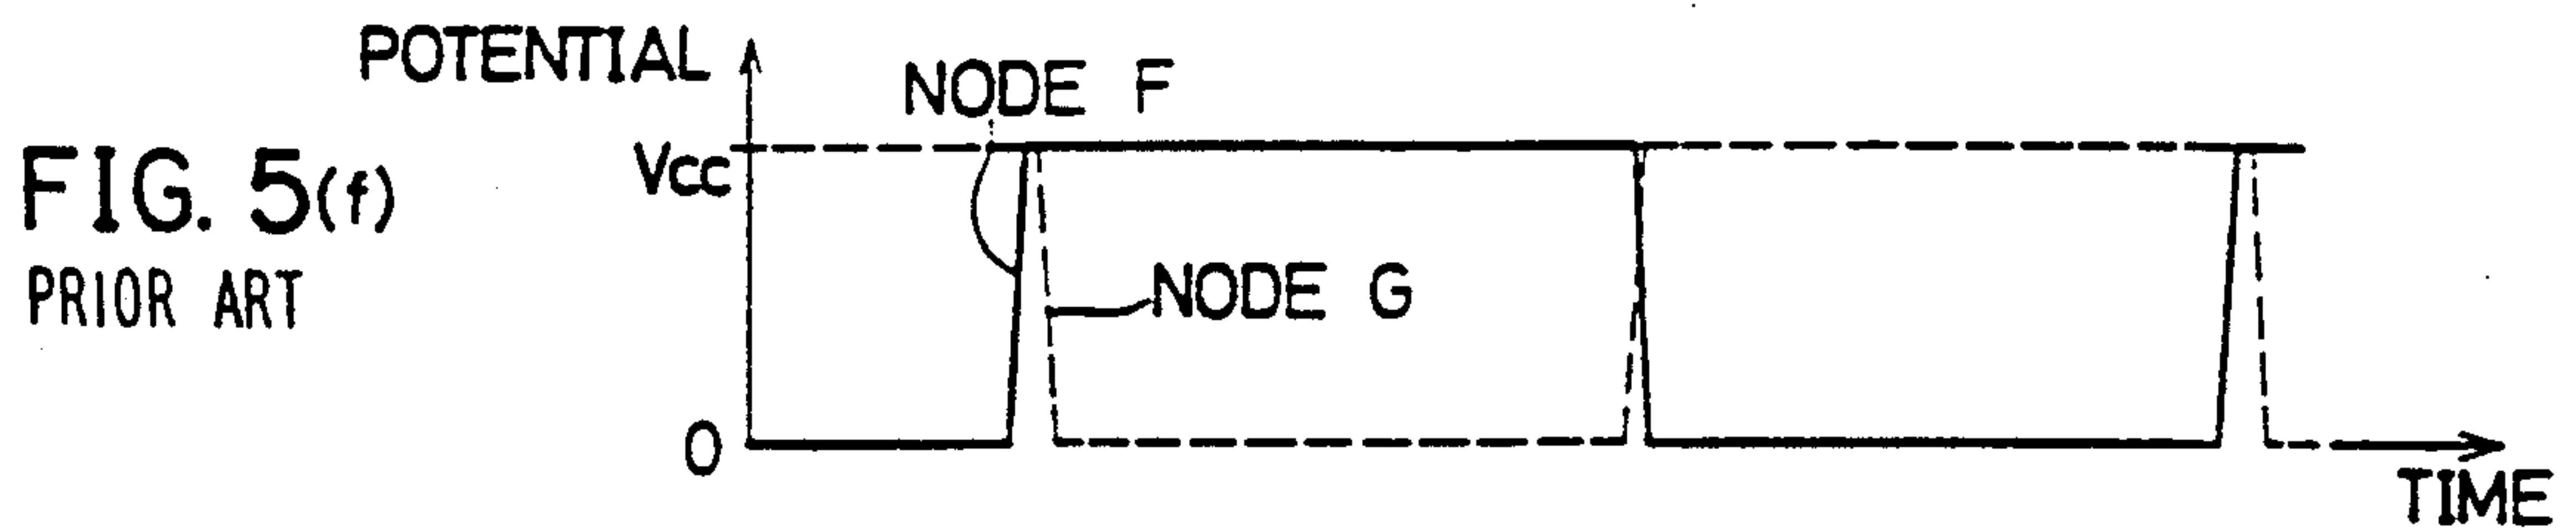 POTENTIAL
NODE F
Vcc
FIG. 5(f)
PRIOR ART
NODE G
0
TIME